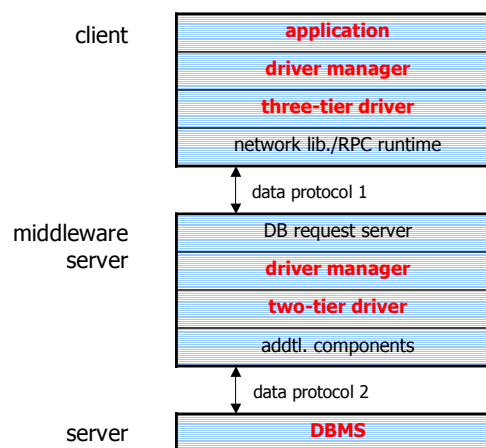 client
application
driver manager
three-tier driver
network lib./RPC runtime
data protocol 1
middleware
server
DB request server
driver manager
two-tier driver
addtl. components
data protocol 2
server
DBMS